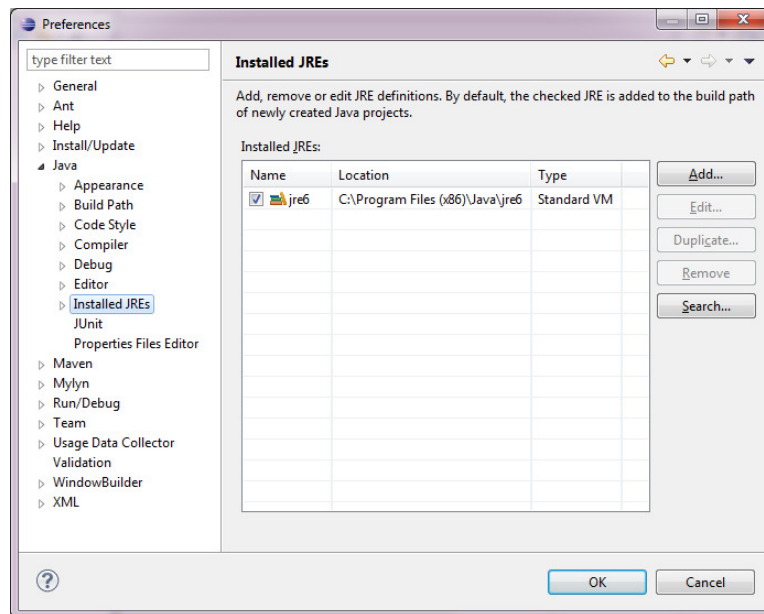 Preferences
type filter text
General
Ant
Help
Install/Update
Java
Appearance
Build Path
Code Style
Compiler
Debug
Editor
Installed JREs
JUnit
Properties Files Editor
Maven
Mylyn
Run/Debug
Team
Usage Data Collector
Validation
WindowBuilder
XML
Installed JREs
Add, remove or edit JRE definitions. By default, the checked JRE is added to the build path
of newly created Java projects.
Installed JREs:
Name Location Type
jre6 C:\Program Files (x86)\Java\jre6 Standard VM
Add...
Edit...
Duplicate...
Remove
Search...
OK Cancel